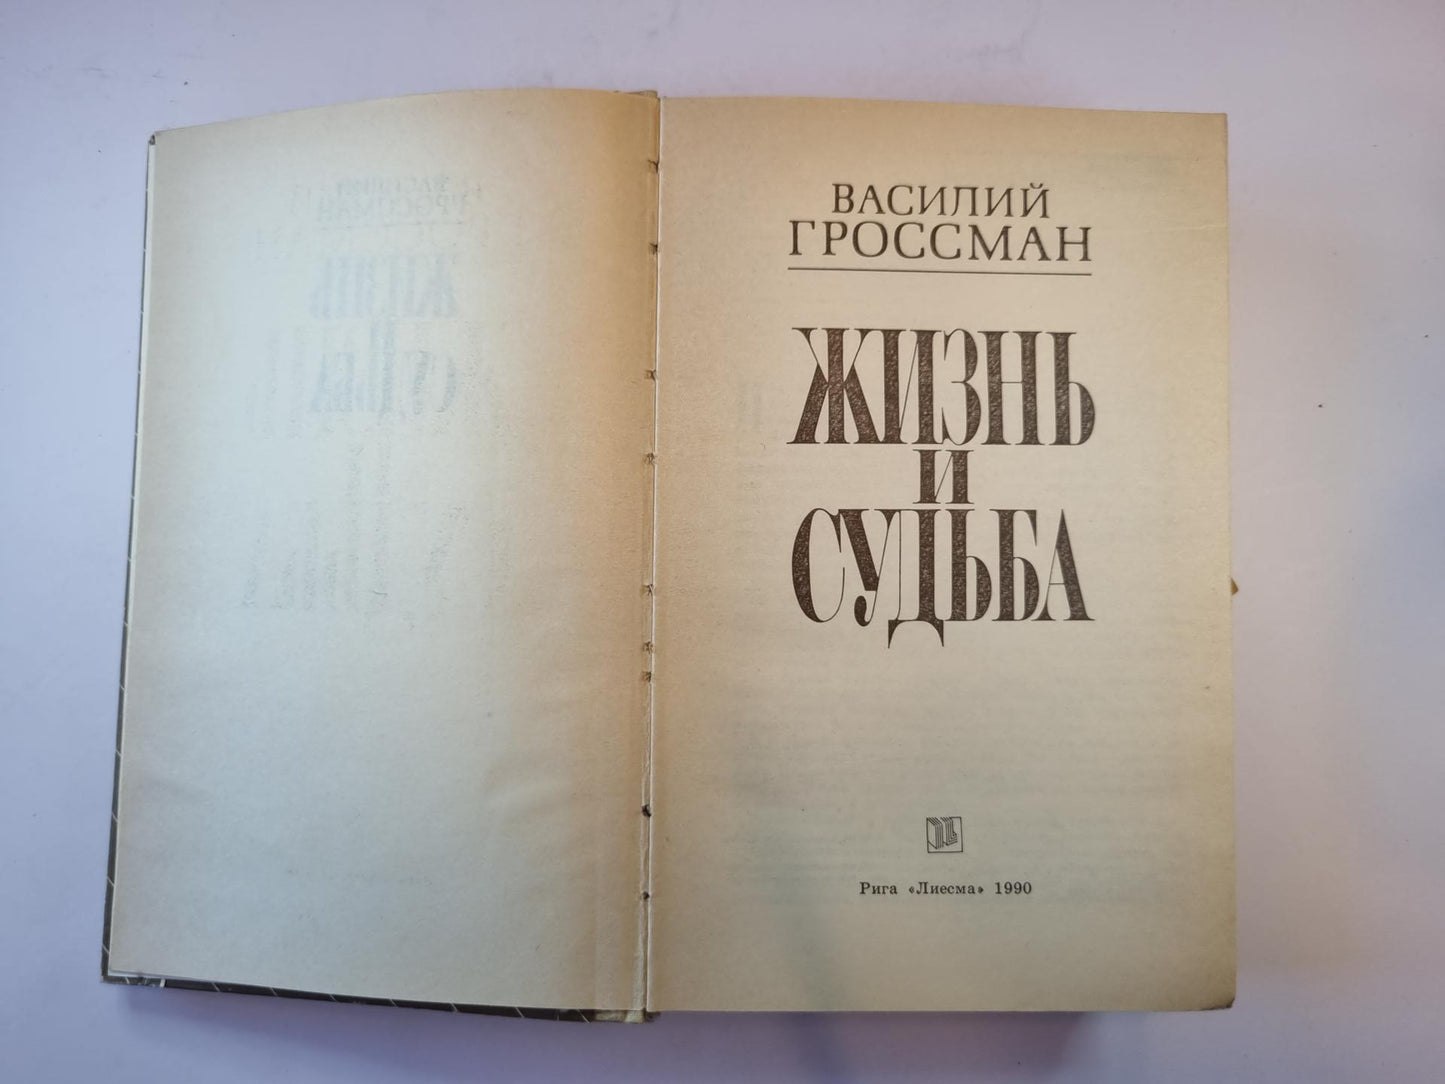 ВАСИЛИЙ
ГРОССМАН
ЖИЗНЬ
И
СУДЬБА
Рига «Лиесма» 1990